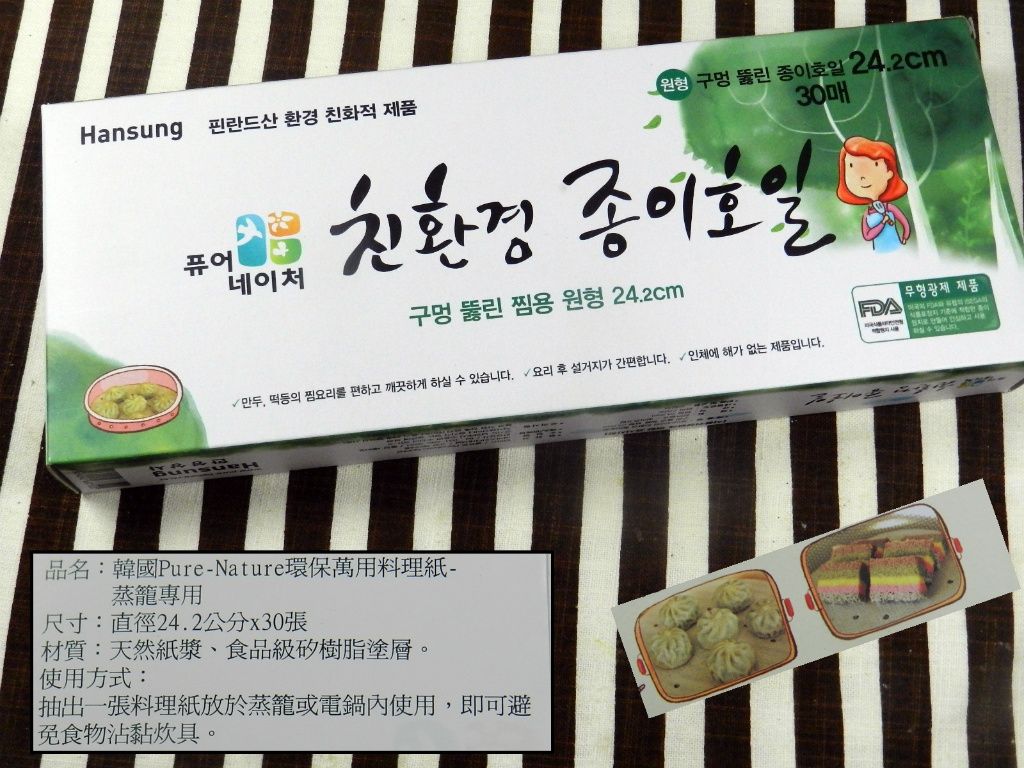 원형 구멍 뚫린 종이호일 24.2cm
30매
Hansung 핀란드산 환경 친화적 제품
퓨어
네이처
친환경 종이호일
구멍 뚫린 찜용 원형 24.2cm
FDA 무형광제 제품
✓만두, 떡등의 찜요리를 편하고 깨끗하게 하실 수 있습니다. ✓요리 후 설거지가 간편합니다. ✓인체에 해가 없는 제품입니다.
Hansung
品名：韓國Pure-Nature環保萬用料理紙-
蒸籠專用
尺寸：直徑24.2公分x30張
材質：天然紙漿、食品級矽樹脂塗層。
使用方式：
抽出一張料理紙放於蒸籠或電鍋內使用，即可避
免食物沾黏炊具。